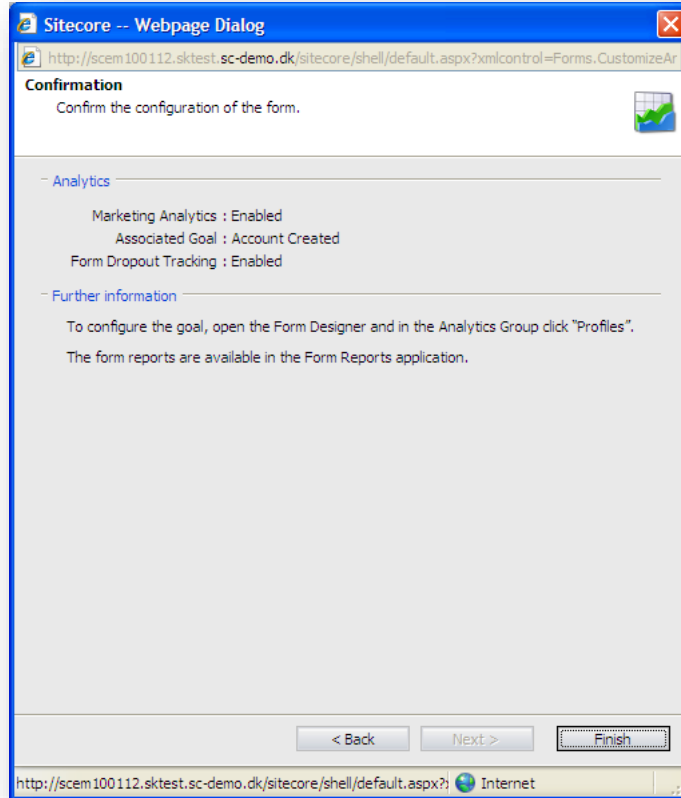 Sitecore -- Webpage Dialog
http://scem100112.sktest.sc-demo.dk/sitecore/shell/default.aspx?xmlcontrol=Forms.CustomizeAr
Confirmation
Confirm the configuration of the form.
Analytics
Marketing Analytics : Enabled
Associated Goal : Account Created
Form Dropout Tracking : Enabled
Further information
To configure the goal, open the Form Designer and in the Analytics Group click “Profiles”.
The form reports are available in the Form Reports application.
< Back Next > Finish
http://scem100112.sktest.sc-demo.dk/sitecore/shell/default.aspx? Internet